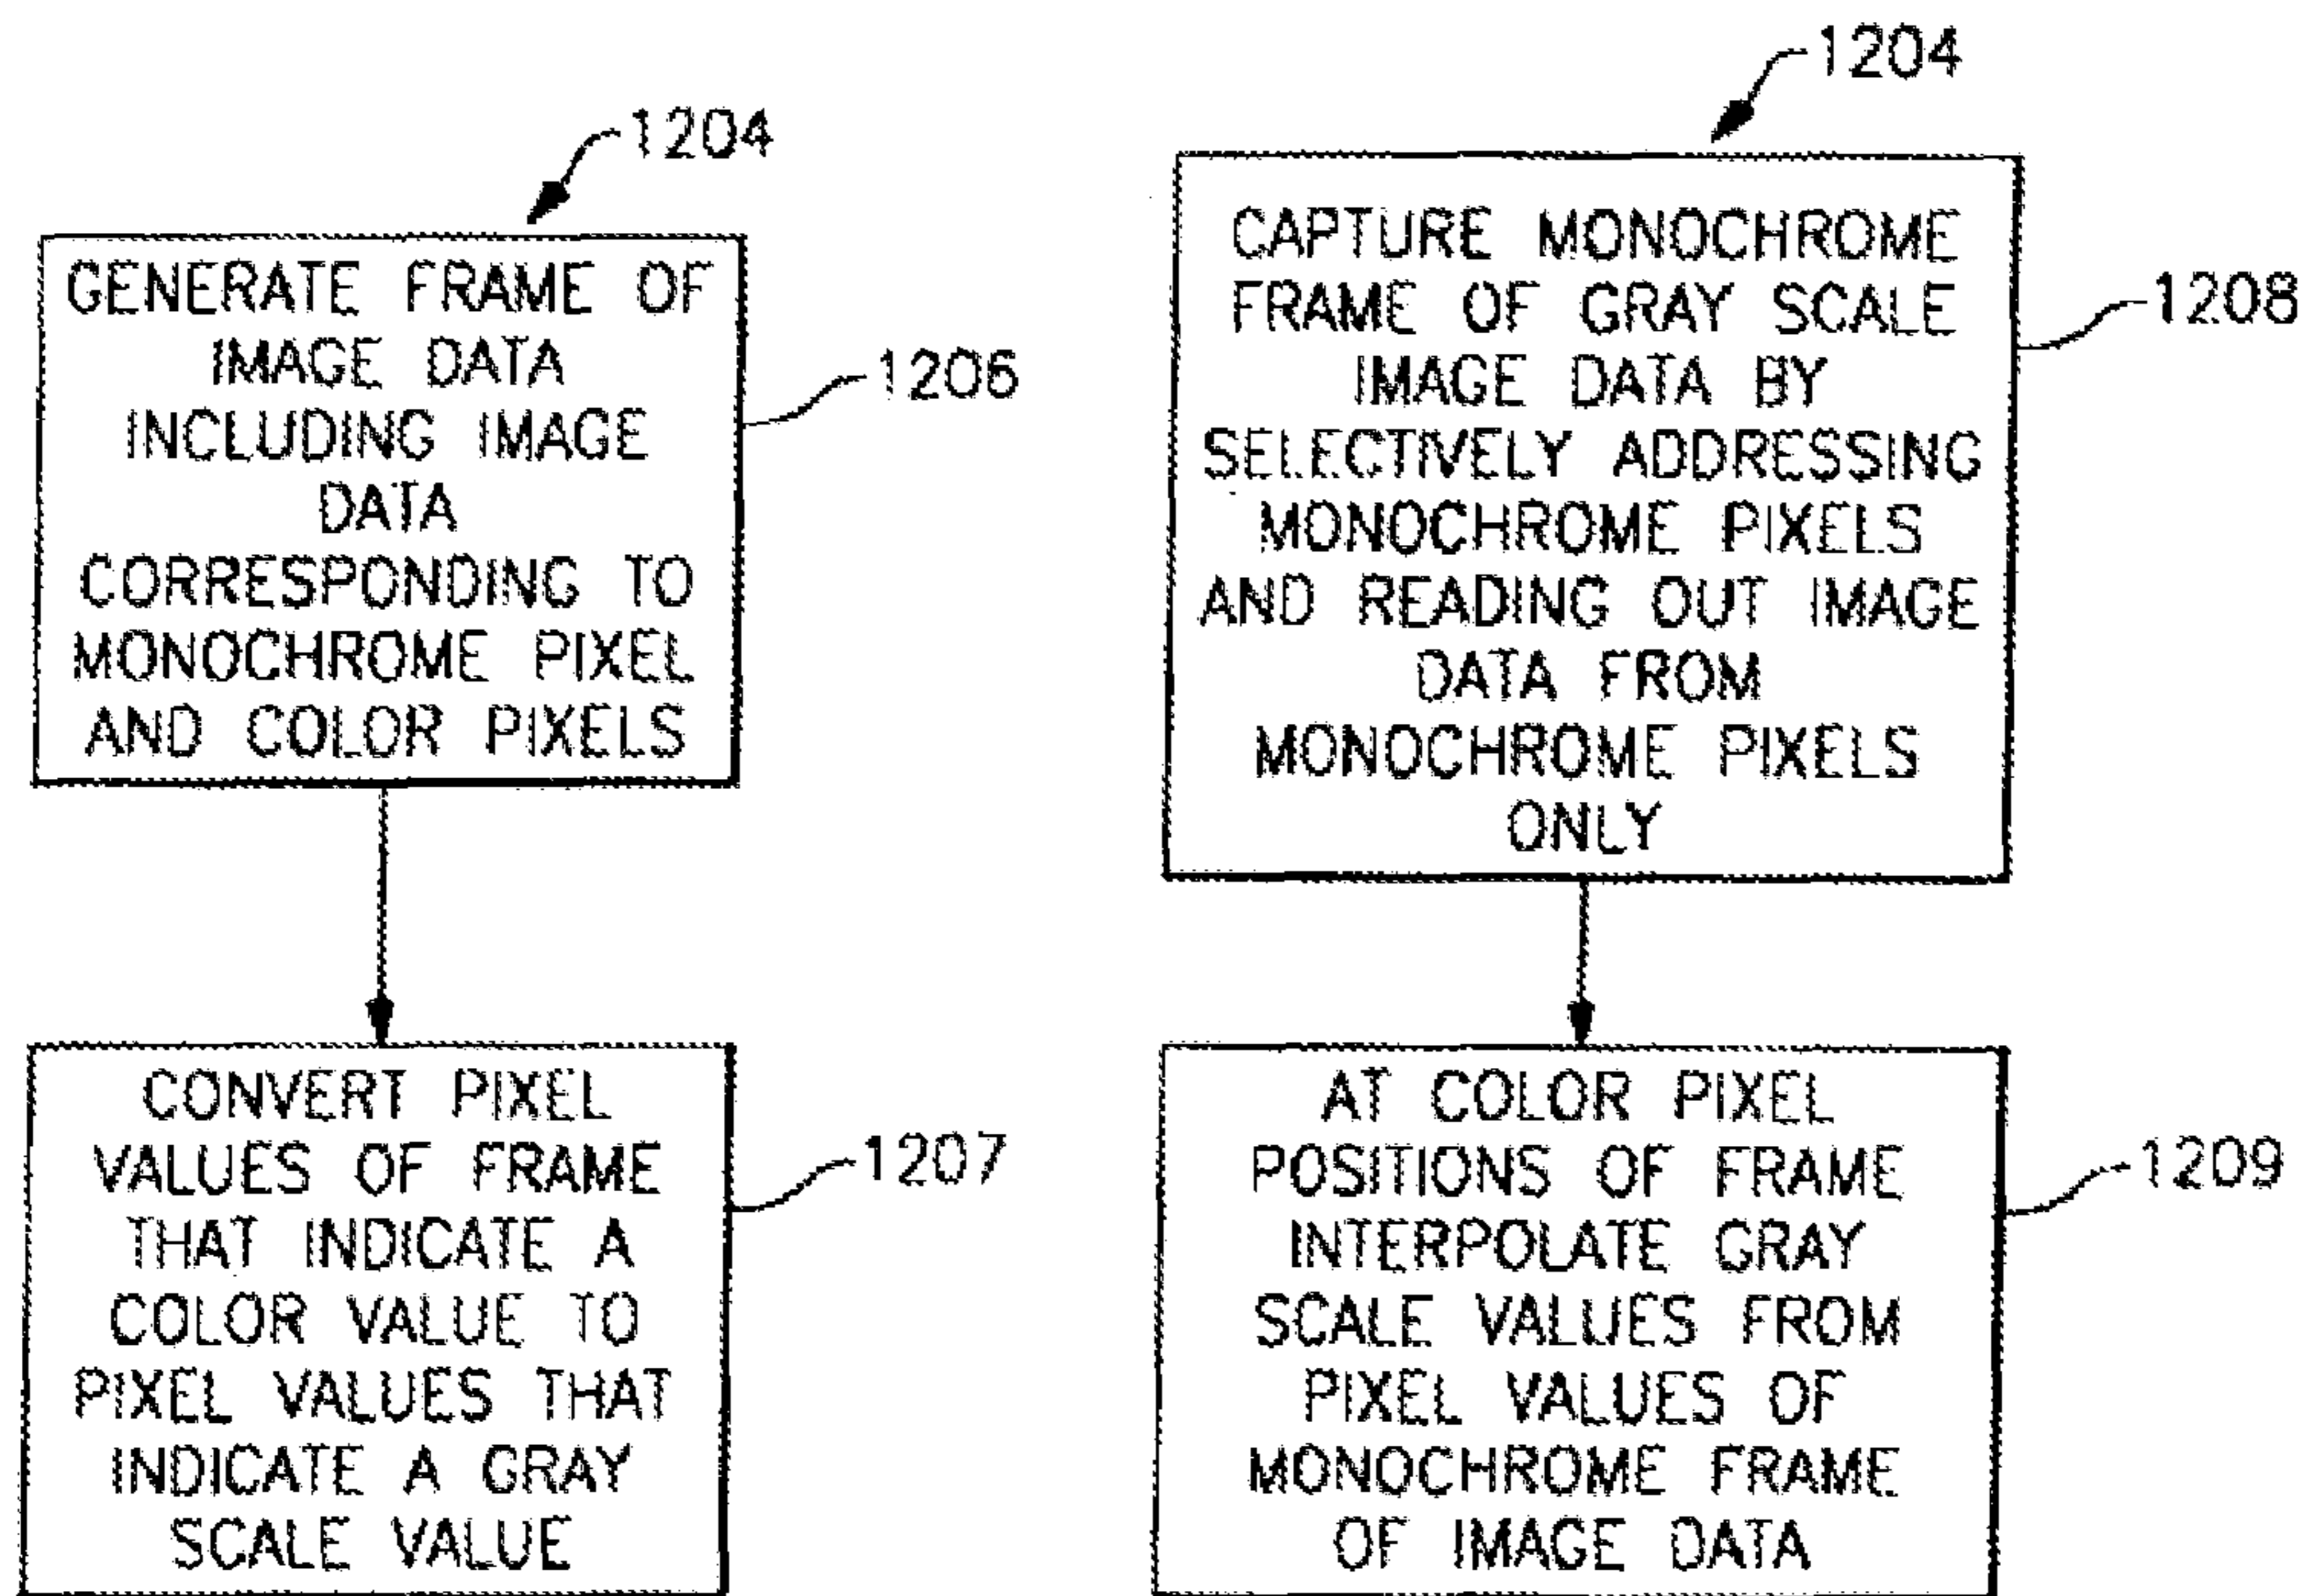 1204
GENERATE FRAME OF
IMAGE DATA
INCLUDING IMAGE
DATA
CORRESPONDING TO
MONOCHROME PIXEL
AND COLOR PIXELS
1206
CONVERT PIXEL
VALUES OF FRAME
THAT INDICATE A
COLOR VALUE TO
PIXEL VALUES THAT
INDICATE A GRAY
SCALE VALUE
1207
1204
CAPTURE MONOCHROME
FRAME OF GRAY SCALE
IMAGE DATA BY
SELECTIVELY ADDRESSING
MONOCHROME PIXELS
AND READING OUT IMAGE
DATA FROM
MONOCHROME PIXELS
ONLY
1208
AT COLOR PIXEL
POSITIONS OF FRAME
INTERPOLATE GRAY
SCALE VALUES FROM
PIXEL VALUES OF
MONOCHROME FRAME
OF IMAGE DATA
1209